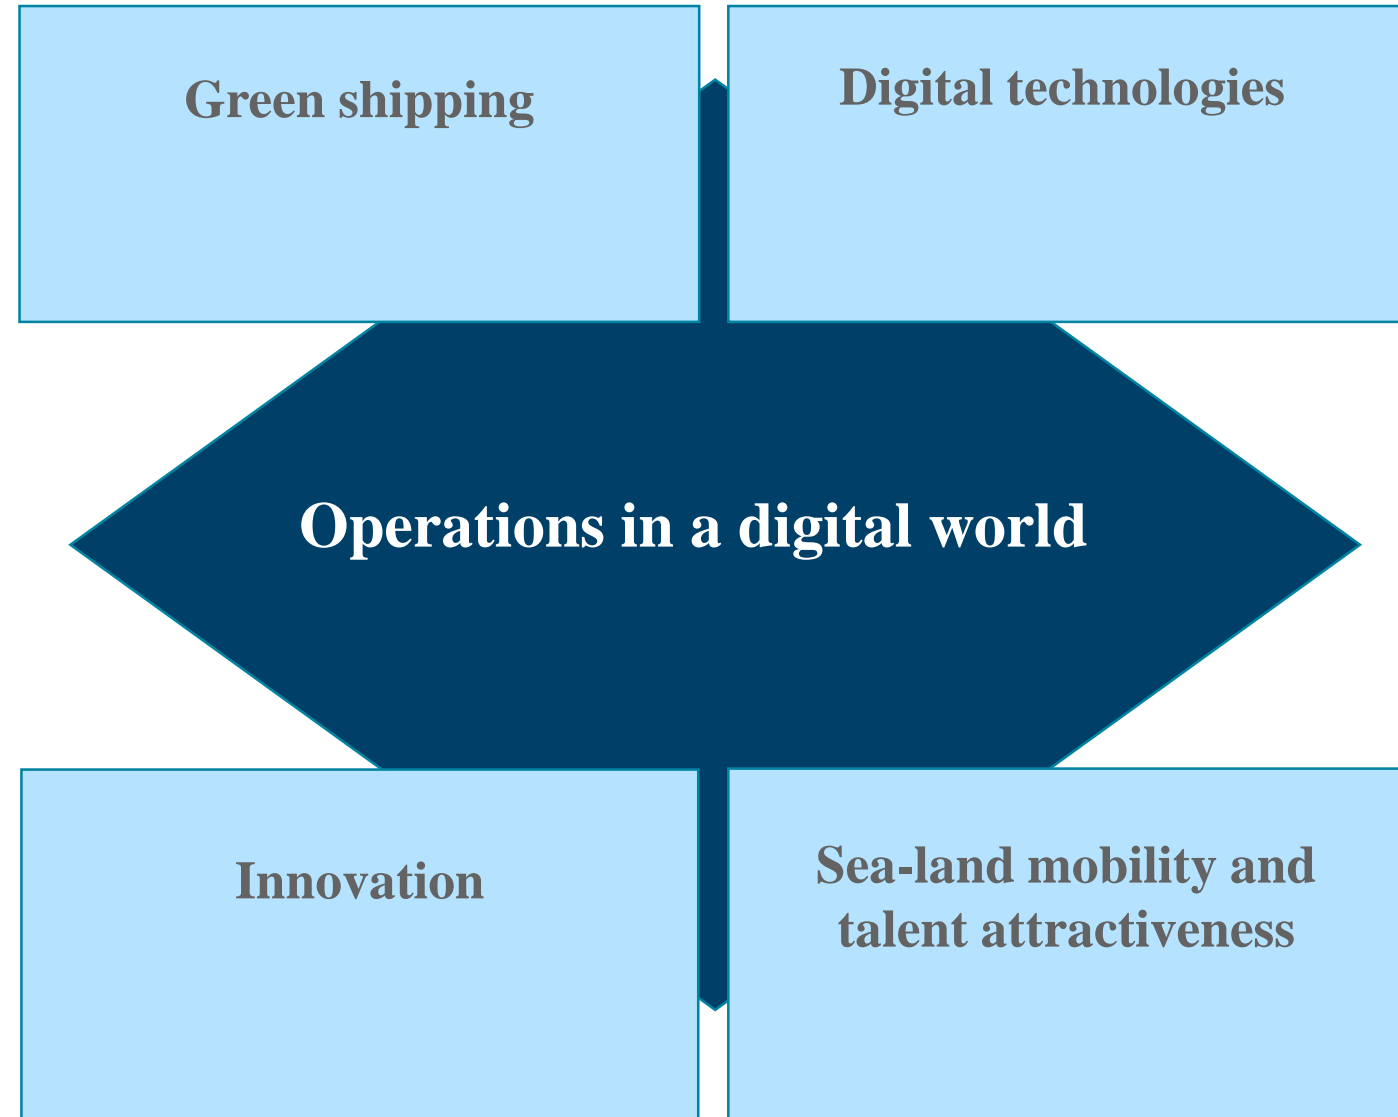 Green shipping
Digital technologies
Operations in a digital world
Innovation
Sea-land mobility and
talent attractiveness